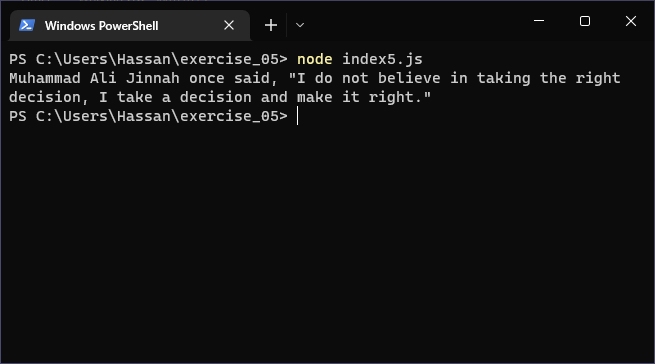 Windows PowerShell
PS C:\Users\Hassan\exercise_05> node index5.js
Muhammad Ali Jinnah once said, "I do not believe in taking the right
decision, I take a decision and make it right."
PS C:\Users\Hassan\exercise_05>